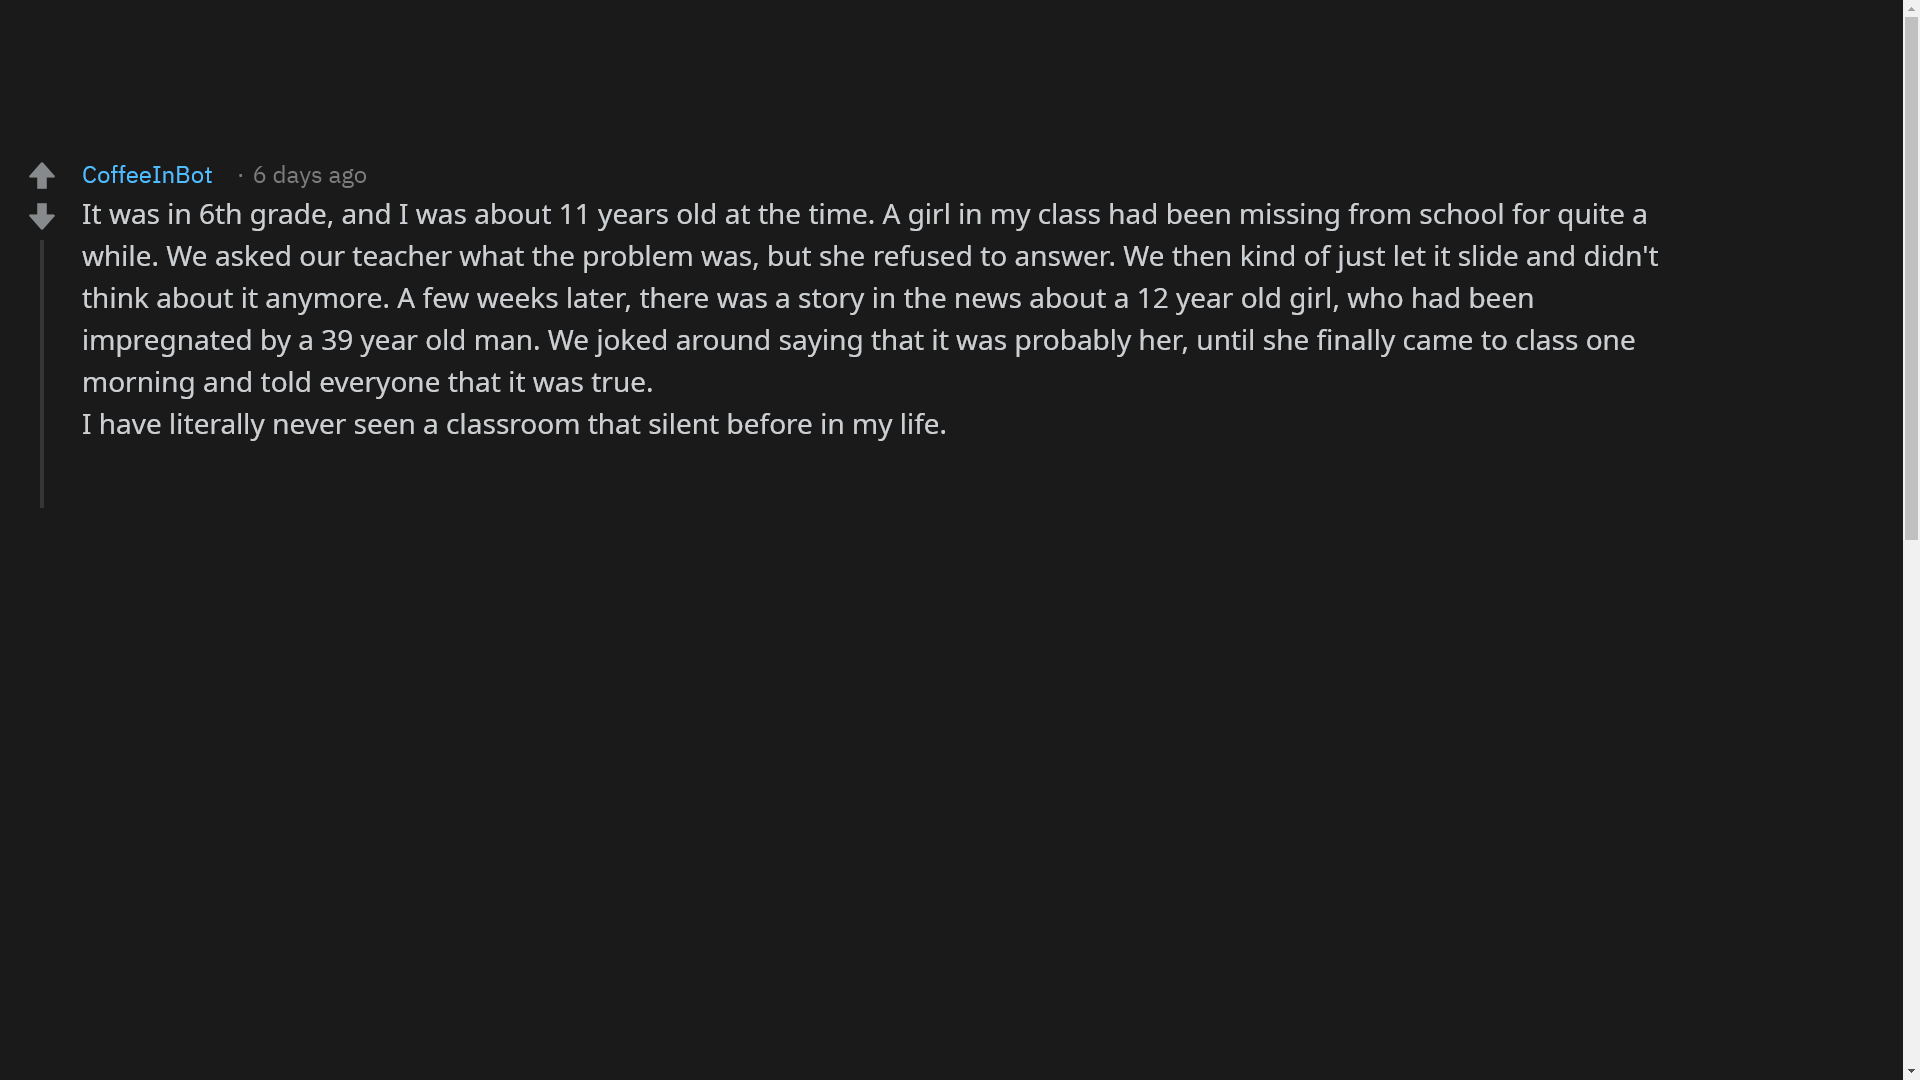 CoffeeInBot · 6 days ago
It was in 6th grade, and I was about 11 years old at the time. A girl in my class had been missing from school for quite a
while. We asked our teacher what the problem was, but she refused to answer. We then kind of just let it slide and didn't
think about it anymore. A few weeks later, there was a story in the news about a 12 year old girl, who had been
impregnated by a 39 year old man. We joked around saying that it was probably her, until she finally came to class one
morning and told everyone that it was true.
I have literally never seen a classroom that silent before in my life.